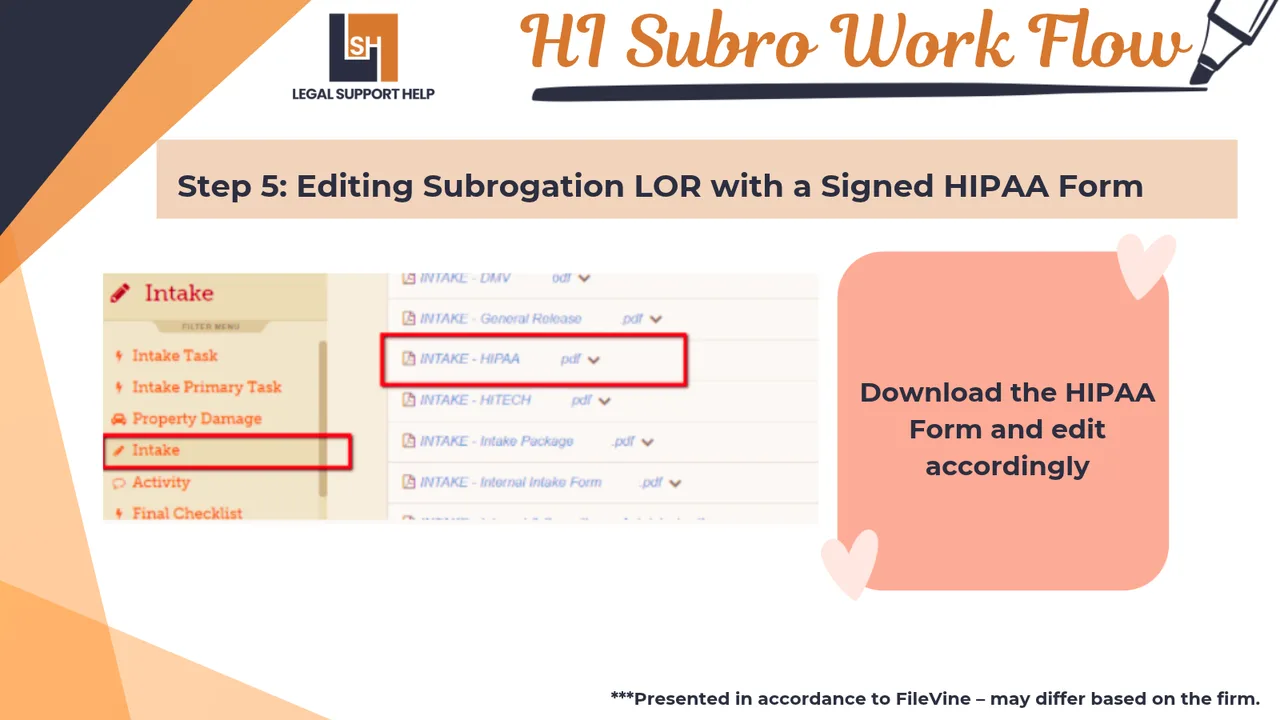 SH
LEGAL SUPPORT HELP
HI Subro Work Flow
Step 5: Editing Subrogation LOR with a Signed HIPAA Form
Intake
FILTER MENU
Intake Task
Intake Primary Task
Property Damage
Intake
Activity
Final Checklist
INTAKE - DMV pdf
INTAKE - General Release .pdf
INTAKE - HIPAA pdf
INTAKE - HITECH pdf
INTAKE - Intake Package .pdf
INTAKE - Internal Intake Form .pdf
Download the HIPAA
Form and edit
accordingly
***Presented in accordance to FileVine – may differ based on the firm.